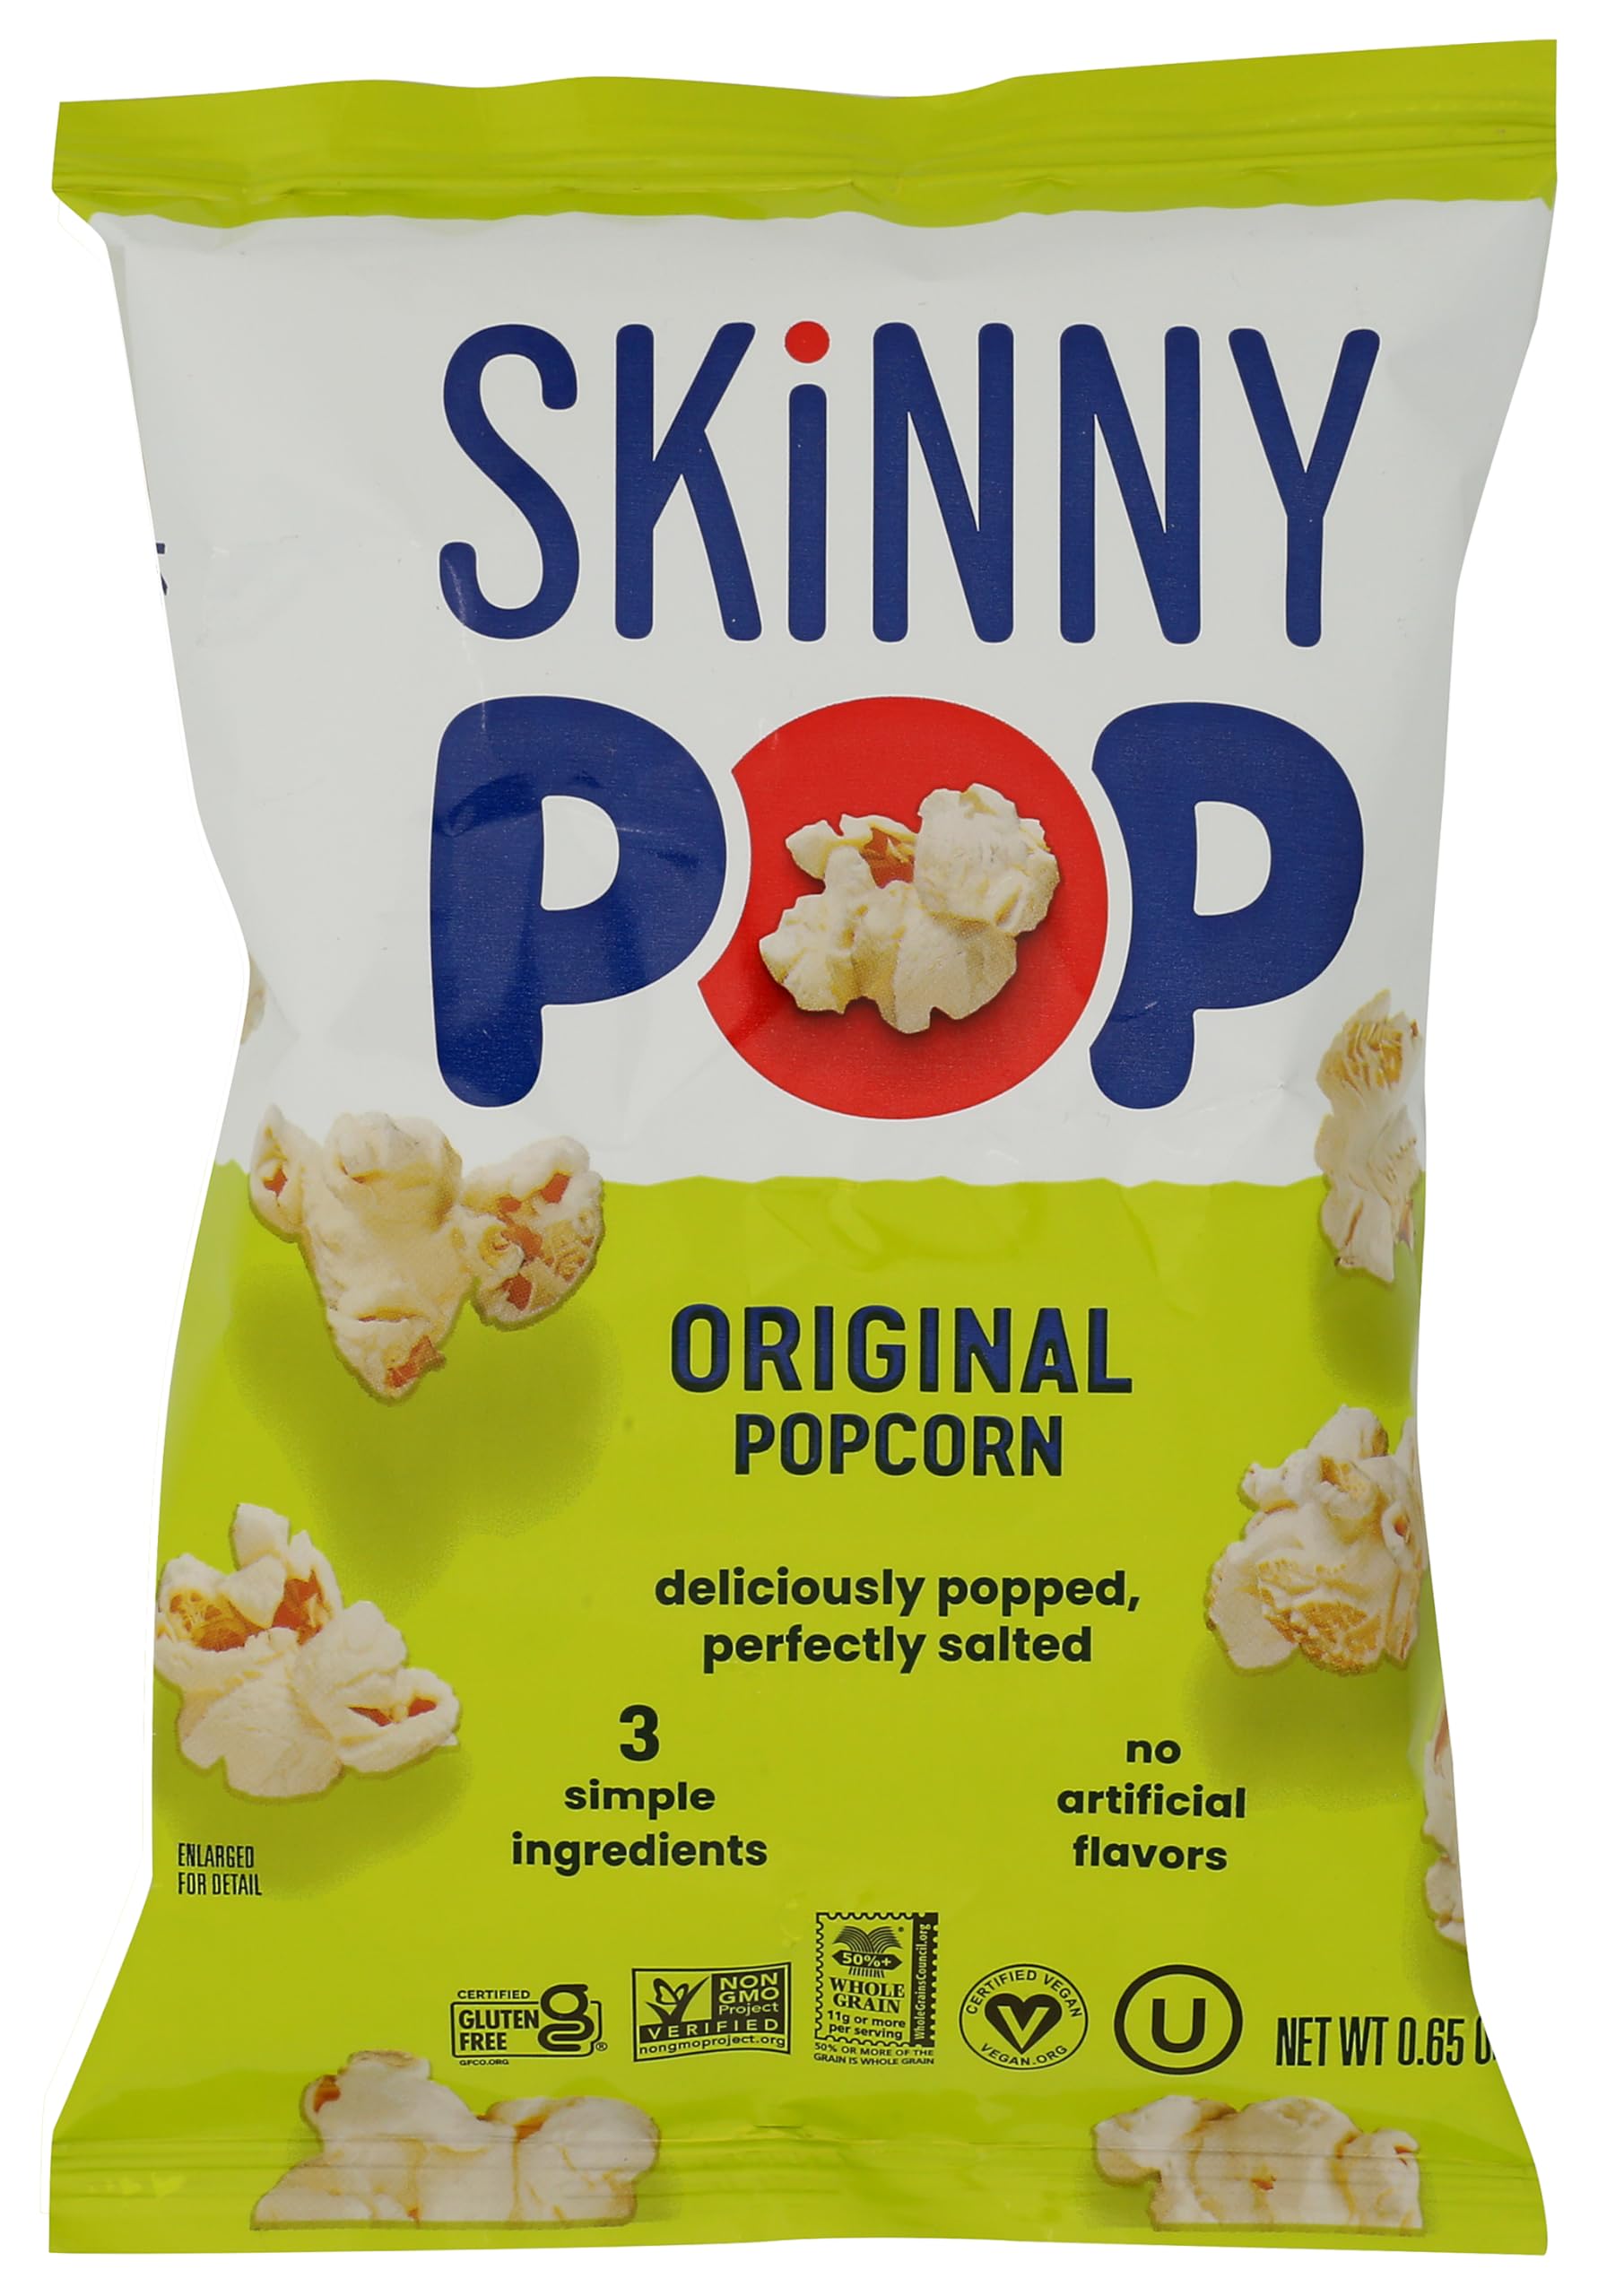 SKiNNY
POP
ORIGINAL
POPCORN
deliciously popped,
perfectly salted
3
simple
ingredients
no
artificial
flavors
ENLARGED
FOR DETAIL
CERTIFIED
GLUTEN
FREE
®
GFCO.ORG
NON
GMO
Project
VERIFIED
nongmoproject.org
50%+
®
WHOLE
GRAIN
11g or more
per serving
WholeGrainsCouncil.org
50% OR MORE OF THE
GRAIN IS WHOLE GRAIN
CERTIFIED VEGAN
VEGAN.ORG
U
NET WT 0.65